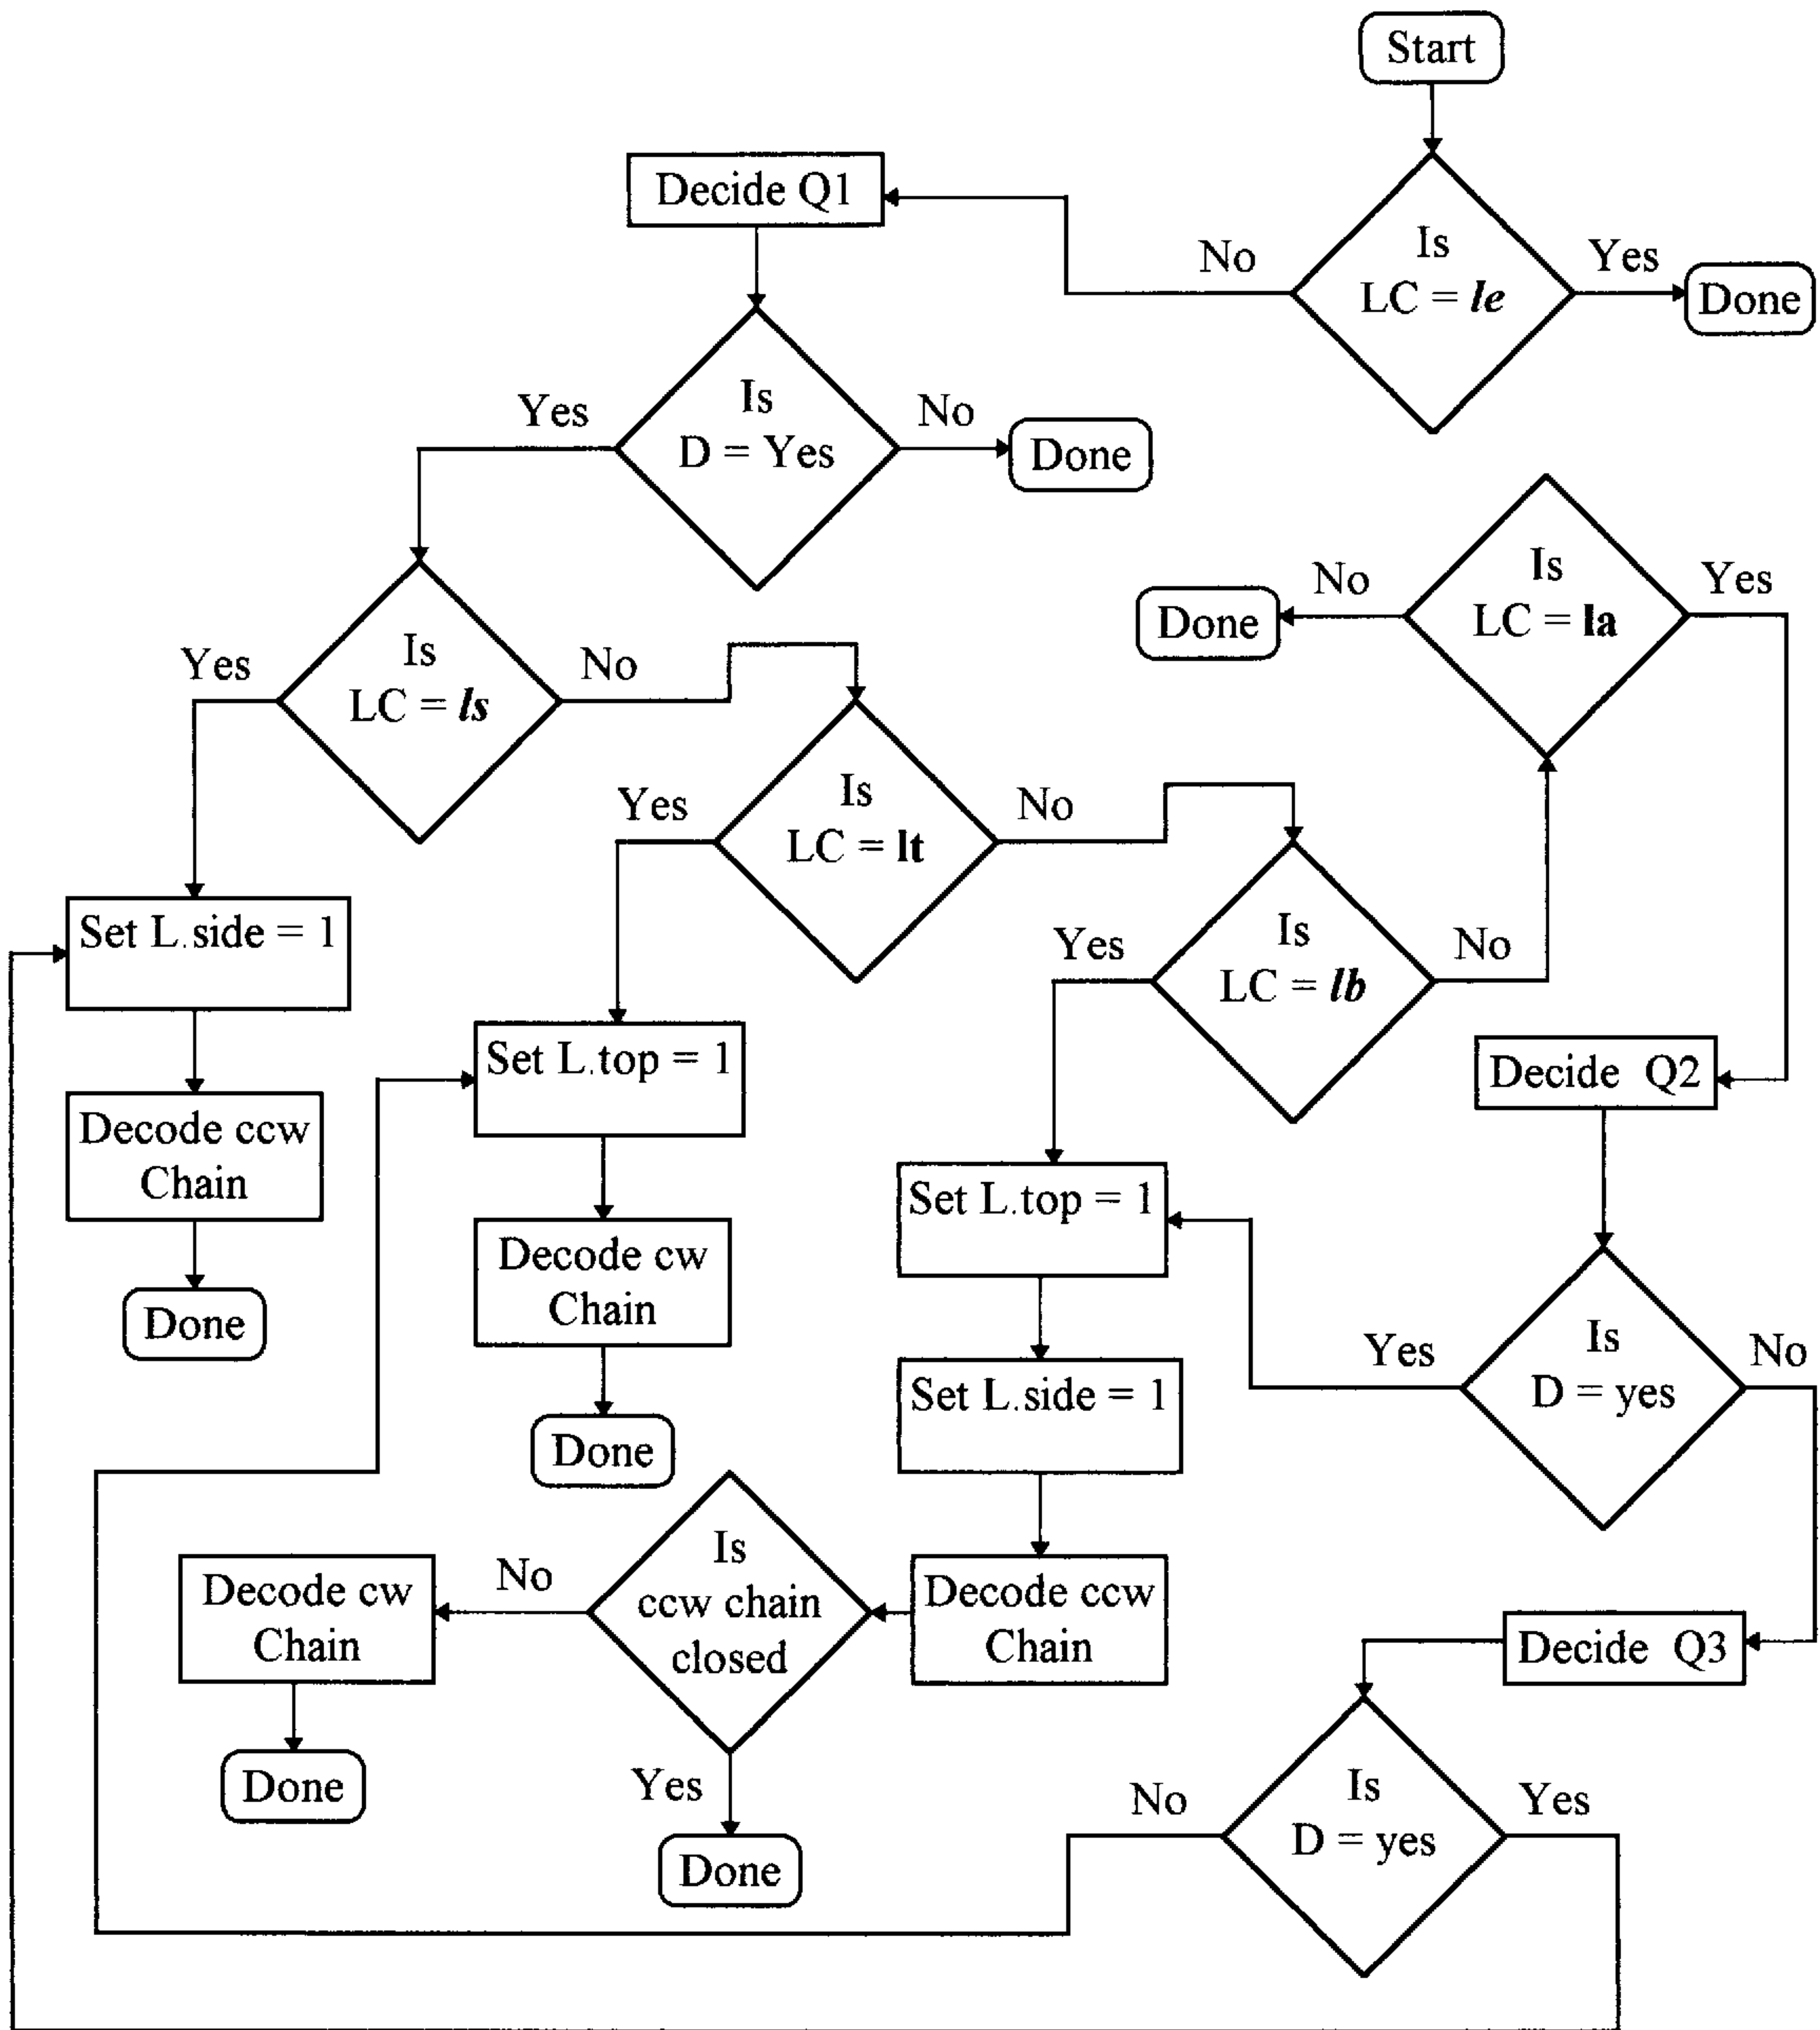 Start
Decide Q1
No
Is
LC = le
Yes
Done
Yes
Is
D = Yes
No
Done
Is
LC = la
No
Yes
Done
Yes
Is
LC = ls
No
Yes
Is
LC = lt
No
Set L.side = 1
Yes
Is
LC = lb
No
Set L.top = 1
Decide Q2
Decode ccw
Chain
Set L.top = 1
Decode cw
Chain
Done
Yes
Is
D = yes
No
Set L.side = 1
Done
Is
ccw chain
closed
No
Decode cw
Chain
Decode ccw
Chain
Decide Q3
Done
Yes
Done
No
Is
D = yes
Yes